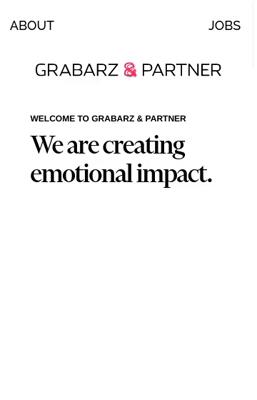 ABOUT JOBS
GRABARZ & PARTNER
WELCOME TO GRABARZ & PARTNER
We are creating
emotional impact.